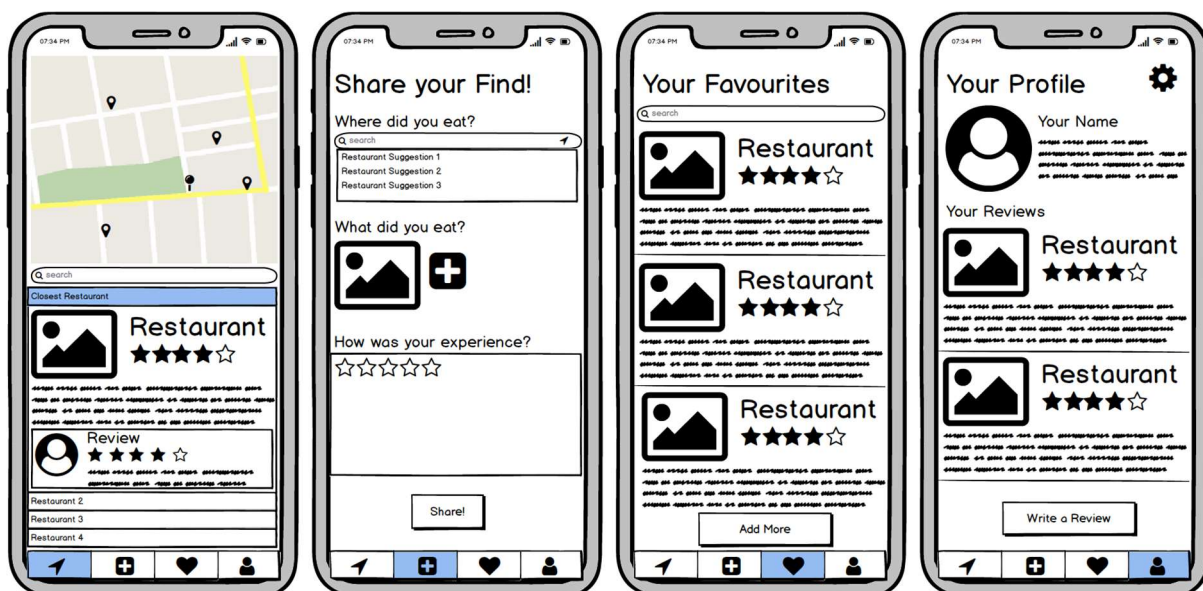 07:34 PM
search
Closest Restaurant
Restaurant
Review
Restaurant 2
Restaurant 3
Restaurant 4
07:34 PM
Share your Find!
Where did you eat?
search
Restaurant Suggestion 1
Restaurant Suggestion 2
Restaurant Suggestion 3
What did you eat?
How was your experience?
Share!
07:34 PM
Your Favourites
search
Restaurant
Restaurant
Restaurant
Add More
07:34 PM
Your Profile
Your Name
Your Reviews
Restaurant
Restaurant
Write a Review